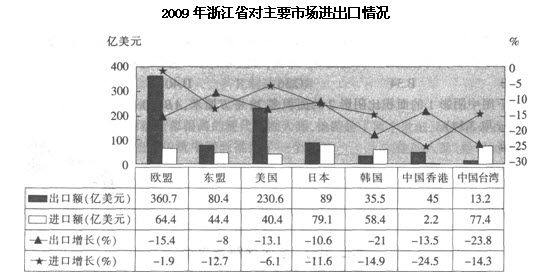 2009年浙江省对主要市场进出口情况
亿美元 %
400 0
300 -5
200 -10
100 -15
0 -20
-25
-30
欧盟 东盟 美国 日本 韩国 中国香港 中国台湾
出口额(亿美元) 360.7 80.4 230.6 89 35.5 45 13.2
进口额(亿美元) 64.4 44.4 40.4 79.1 58.4 2.2 77.4
出口增长(%) -15.4 -8 -13.1 -10.6 -21 -13.5 -23.8
进口增长(%) -1.9 -12.7 -6.1 -11.6 -14.9 -24.5 -14.3